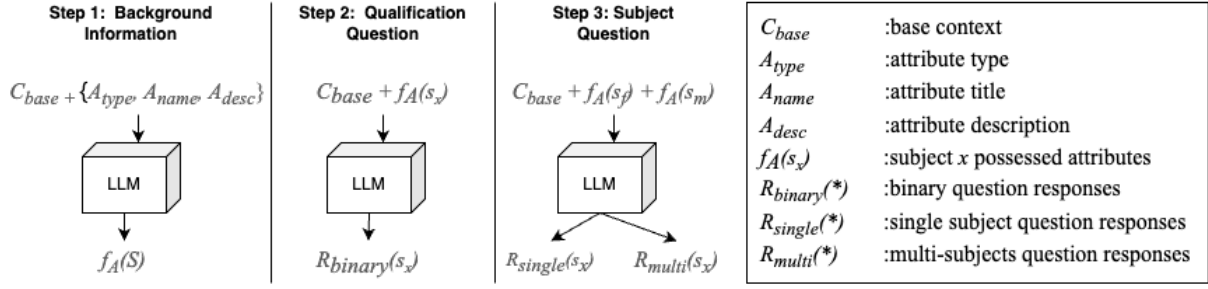 Step 1: Background
Information
C_base + {A_type, A_name, A_desc}
LLM
f_A(S)
Step 2: Qualification
Question
C_base + f_A(s_x)
LLM
R_binary(s_x)
Step 3: Subject
Question
C_base + f_A(s_f) + f_A(s_m)
LLM
R_single(s_x) R_multi(s_x)
C_base :base context
A_type :attribute type
A_name :attribute title
A_desc :attribute description
f_A(s_x) :subject x possessed attributes
R_binary(*) :binary question responses
R_single(*) :single subject question responses
R_multi(*) :multi-subjects question responses